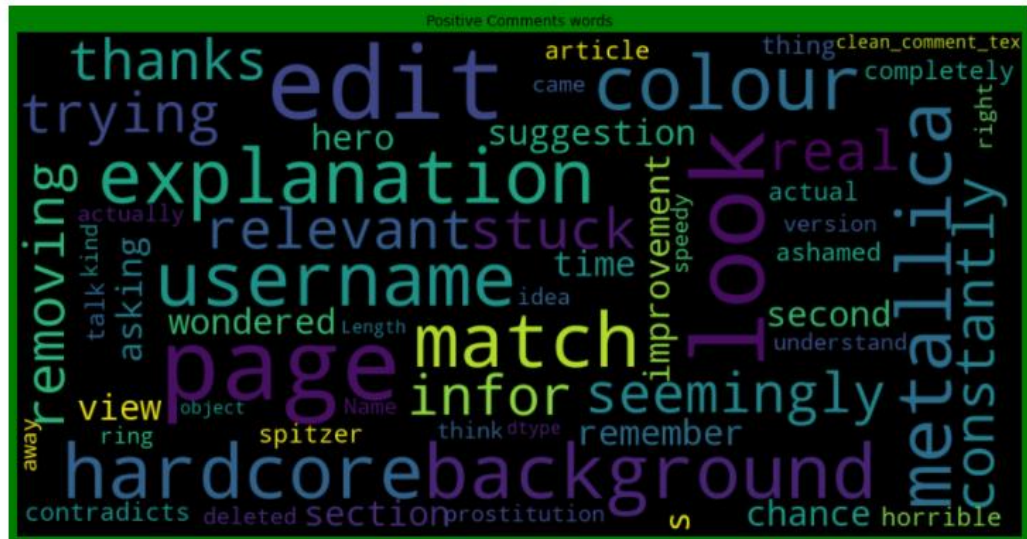 Positive Comments words
thanks
edit
article
thing
clean_comment_tex
came
colour
completely
trying
hero
suggestion
right
explanation
look
real
metallica
constantly
removing
actually
relevant
stuck
improvement
speedy
actual
version
ashamed
talk
kind
asking
username
time
idea
wondered
Length
match
second
understand
page
infor
seemingly
view
object
Name
away
ring
spitzer
think
dtype
remember
hardcore
background
contradicts
deleted
section
prostitution
s
chance
horrible